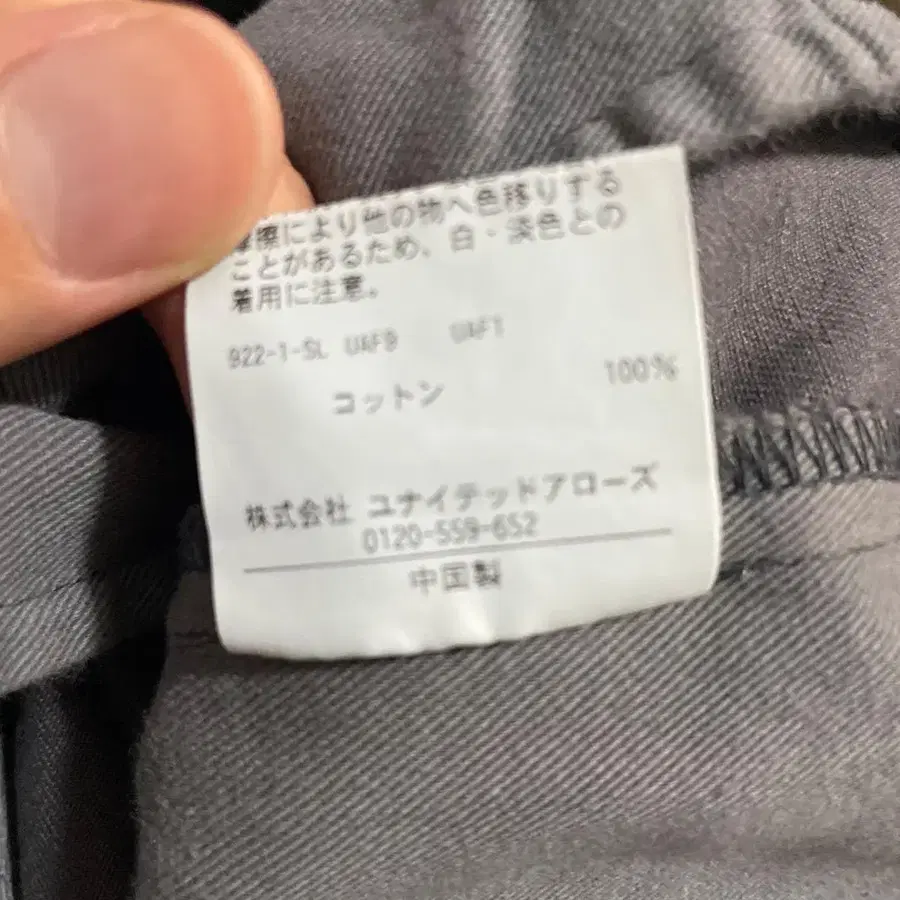 摩擦により他の物へ色移りする
ことがあるため、白・淡色との
着用に注意。
922-1-SL UAF9 UAF1
コットン 100%
株式会社 ユナイテッドアローズ
0120-559-652
中国製